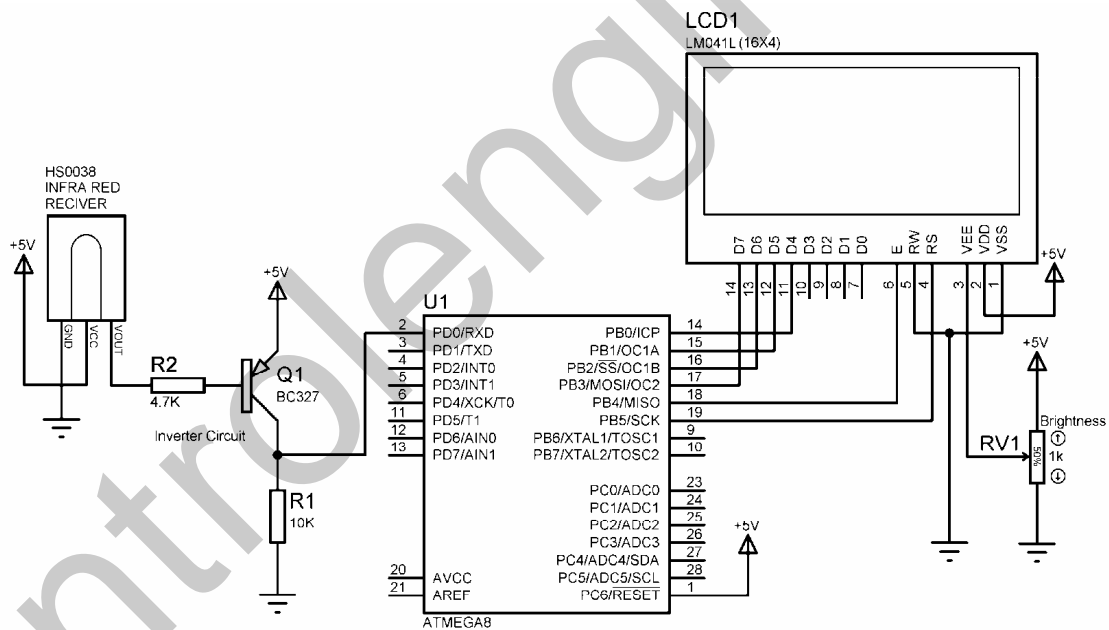 LCD1
LM041L (16X4)
HS0038
INFRA RED
RECIVER
+5V
GND
VCC
VOUT
R2
4.7K
+5V
Q1
BC327
Inverter Circuit
R1
10K
D7
D6
D5
D4
D3
D2
D1
D0
E
RW
RS
VEE
VDD
VSS
14
13
12
11
10
9
8
7
6
5
4
3
2
1
+5V
U1
2 PD0/RXD
3 PD1/TXD
4 PD2/INT0
5 PD3/INT1
6 PD4/XCK/T0
11 PD5/T1
12 PD6/AIN0
13 PD7/AIN1
20 AVCC
21 AREF
PB0/ICP 14
PB1/OC1A 15
PB2/SS/OC1B 16
PB3/MOSI/OC2 17
PB4/MISO 18
PB5/SCK 19
PB6/XTAL1/TOSC1 9
PB7/XTAL2/TOSC2 10
PC0/ADC0 23
PC1/ADC1 24
PC2/ADC2 25
PC3/ADC3 26
PC4/ADC4/SDA 27
PC5/ADC5/SCL 28
PC6/RESET 1
ATMEGA8
+5V
+5V
Brightness
RV1
50%
1k
ntrolengi